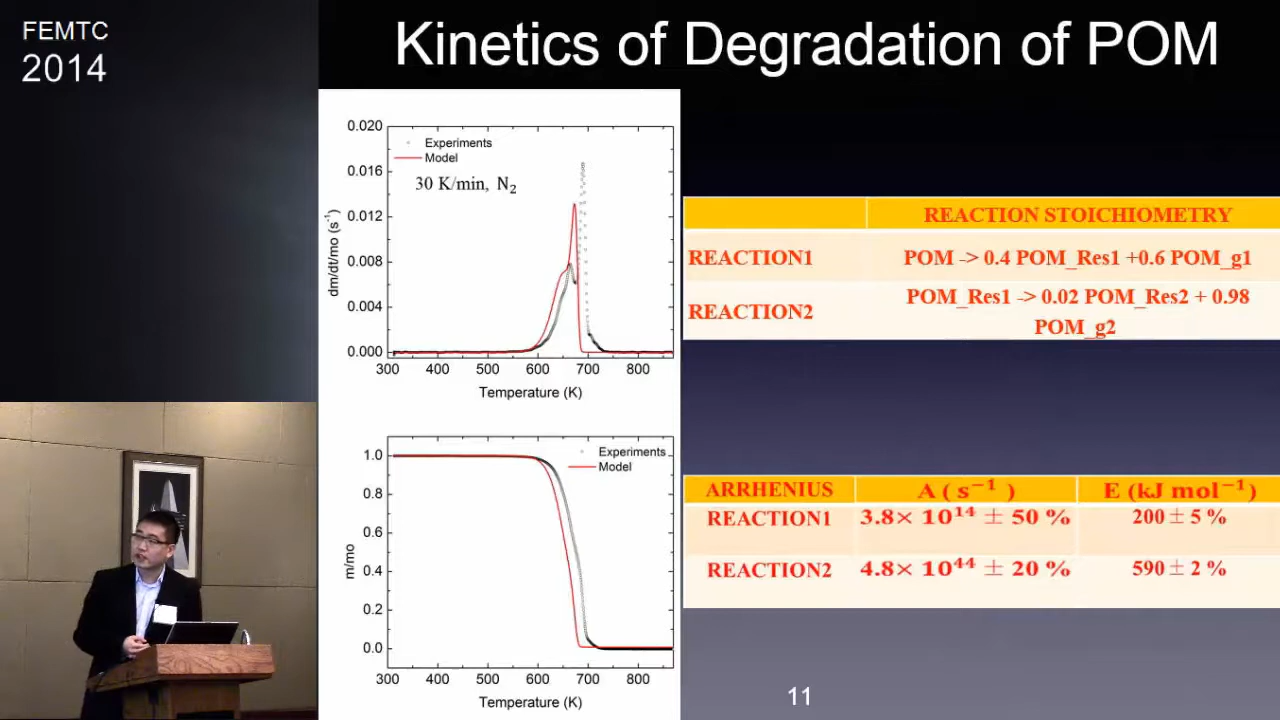 FEMTC
2014
Kinetics of Degradation of POM
0.020
0.016
0.012
0.008
0.004
0.000
dm/dt/mo (s⁻¹)
Experiments
Model
30 K/min, N₂
300 400 500 600 700 800
Temperature (K)
1.0
0.8
0.6
0.4
0.2
0.0
m/mo
Experiments
Model
300 400 500 600 700 800
Temperature (K)
REACTION STOICHIOMETRY
REACTION1 POM -> 0.4 POM_Res1 +0.6 POM_g1
REACTION2 POM_Res1 -> 0.02 POM_Res2 + 0.98
POM_g2
ARRHENIUS A ( s⁻¹ ) E (kJ mol⁻¹)
REACTION1 3.8× 10¹⁴ ± 50 % 200 ± 5 %
REACTION2 4.8× 10⁴⁴ ± 20 % 590 ± 2 %
11